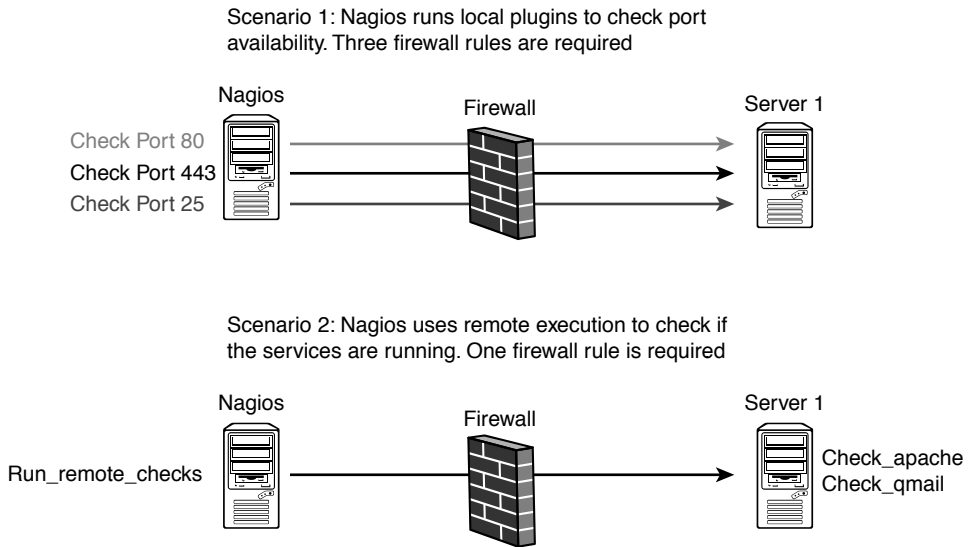 Scenario 1: Nagios runs local plugins to check port
availability. Three firewall rules are required
Nagios
Firewall
Server 1
Check Port 80
Check Port 443
Check Port 25
Scenario 2: Nagios uses remote execution to check if
the services are running. One firewall rule is required
Nagios
Firewall
Server 1
Run_remote_checks
Check_apache
Check_qmail